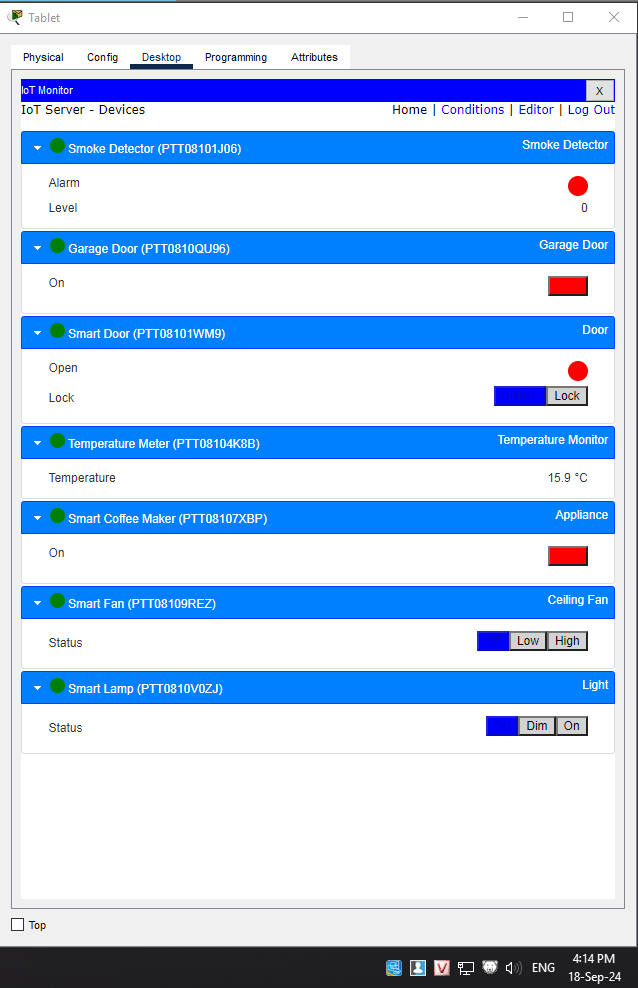 Tablet
Physical Config Desktop Programming Attributes
IoT Monitor X
IoT Server - Devices Home | Conditions | Editor | Log Out
Smoke Detector (PTT08101J06) Smoke Detector
Alarm
Level 0
Garage Door (PTT0810QU96) Garage Door
On
Smart Door (PTT08101WM9) Door
Open
Lock Lock
Temperature Meter (PTT08104K8B) Temperature Monitor
Temperature 15.9 °C
Smart Coffee Maker (PTT08107XBP) Appliance
On
Smart Fan (PTT08109REZ) Ceiling Fan
Status Low High
Smart Lamp (PTT0810V0ZJ) Light
Status Dim On
Top
ENG 4:14 PM
18-Sep-24